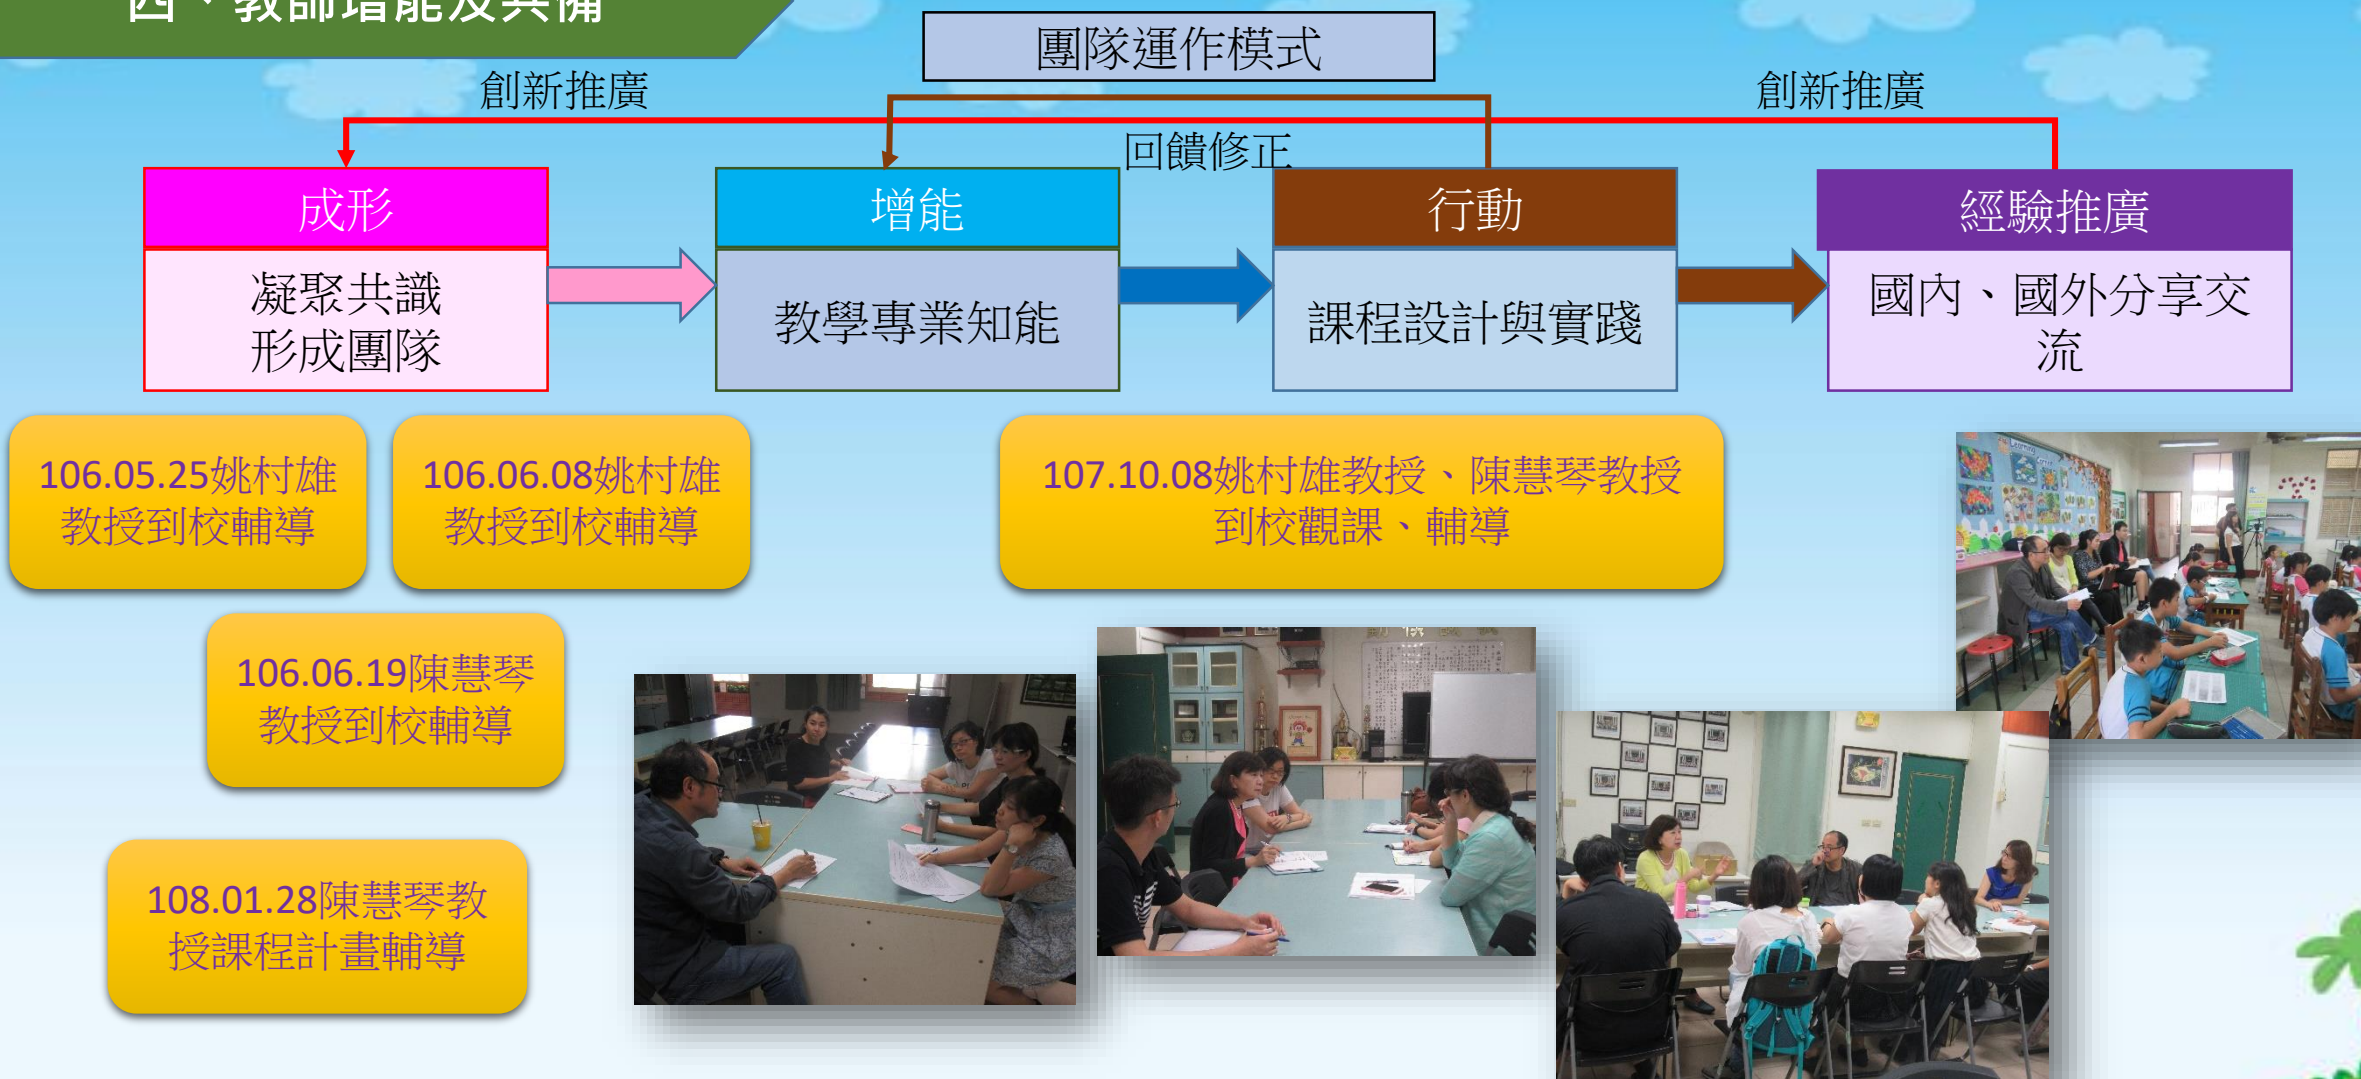 四、教師增能及共備
團隊運作模式
創新推廣
創新推廣
回饋修正
成形
凝聚共識
形成團隊
增能
教學專業知能
行動
課程設計與實踐
經驗推廣
國內、國外分享交
流
106.05.25姚村雄
教授到校輔導
106.06.08姚村雄
教授到校輔導
107.10.08姚村雄教授、陳慧琴教授
到校觀課、輔導
106.06.19陳慧琴
教授到校輔導
108.01.28陳慧琴教
授課程計畫輔導